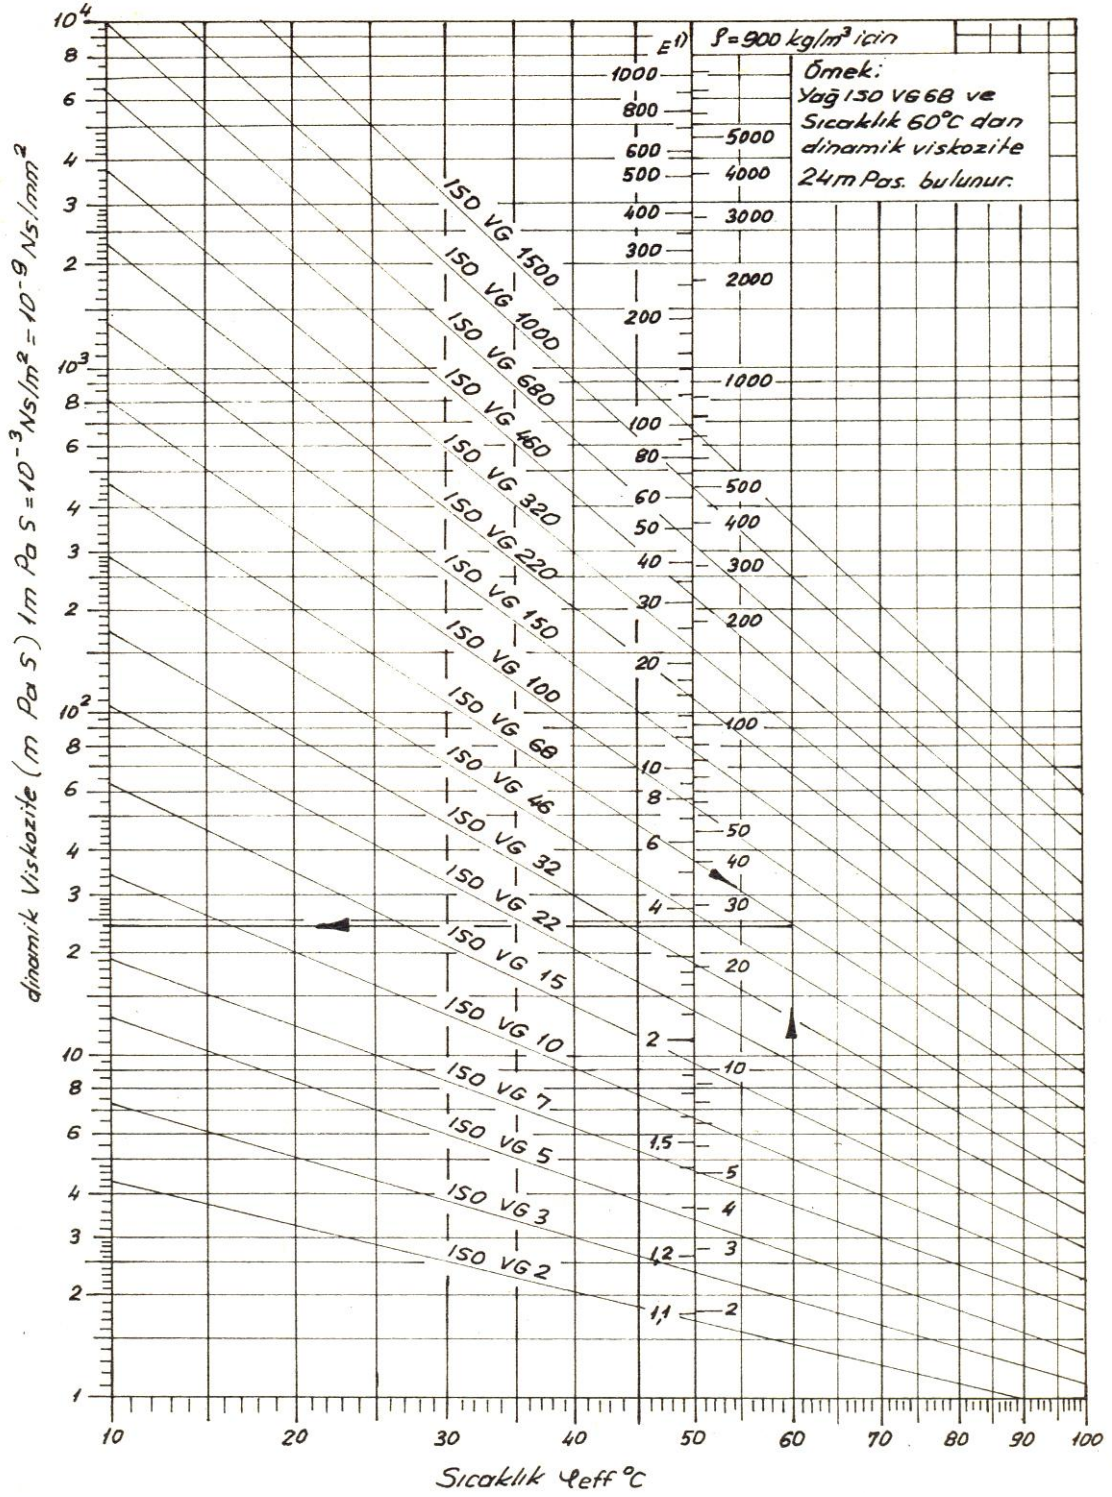 E¹⁾ ρ=900 kg/m³ için
Örnek:
Yağ ISO VG 68 ve
Sıcaklık 60°C dan
dinamik viskozite
24m Pas. bulunur.
dinamik Viskozite (m Pa s) 1m Pa s=10⁻³Ns/m²=10⁻⁹Ns/mm²
10⁴
8
6
4
3
2
10³
8
6
4
3
2
10²
8
6
4
3
2
10
8
6
4
3
2
1
1000
800
600
500
400
300
200
100
80
60
50
40
30
20
10
8
6
4
2
1,5
1,2
1,1
5000
4000
3000
2000
1000
500
400
300
200
100
50
40
30
20
10
5
4
3
2
ISO VG 1500
ISO VG 1000
ISO VG 680
ISO VG 460
ISO VG 320
ISO VG 220
ISO VG 150
ISO VG 100
ISO VG 68
ISO VG 46
ISO VG 32
ISO VG 22
ISO VG 15
ISO VG 10
ISO VG 7
ISO VG 5
ISO VG 3
ISO VG 2
10 20 30 40 50 60 70 80 90 100
Sıcaklık φeff °C